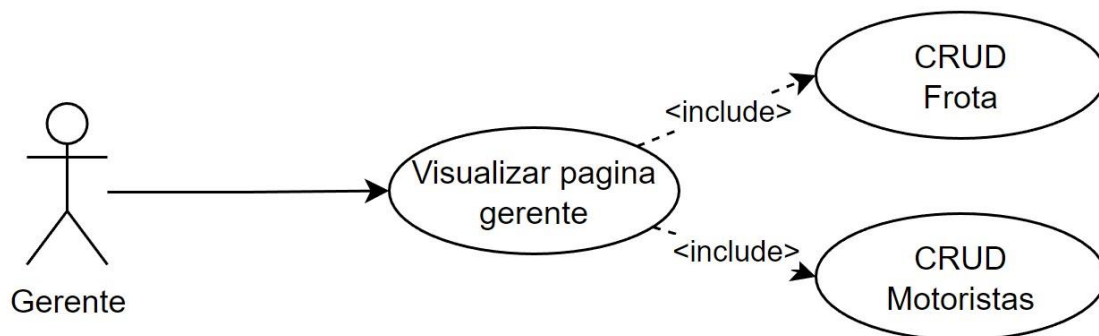 Gerente
Visualizar pagina
gerente
<include>
CRUD
Frota
<include>
CRUD
Motoristas